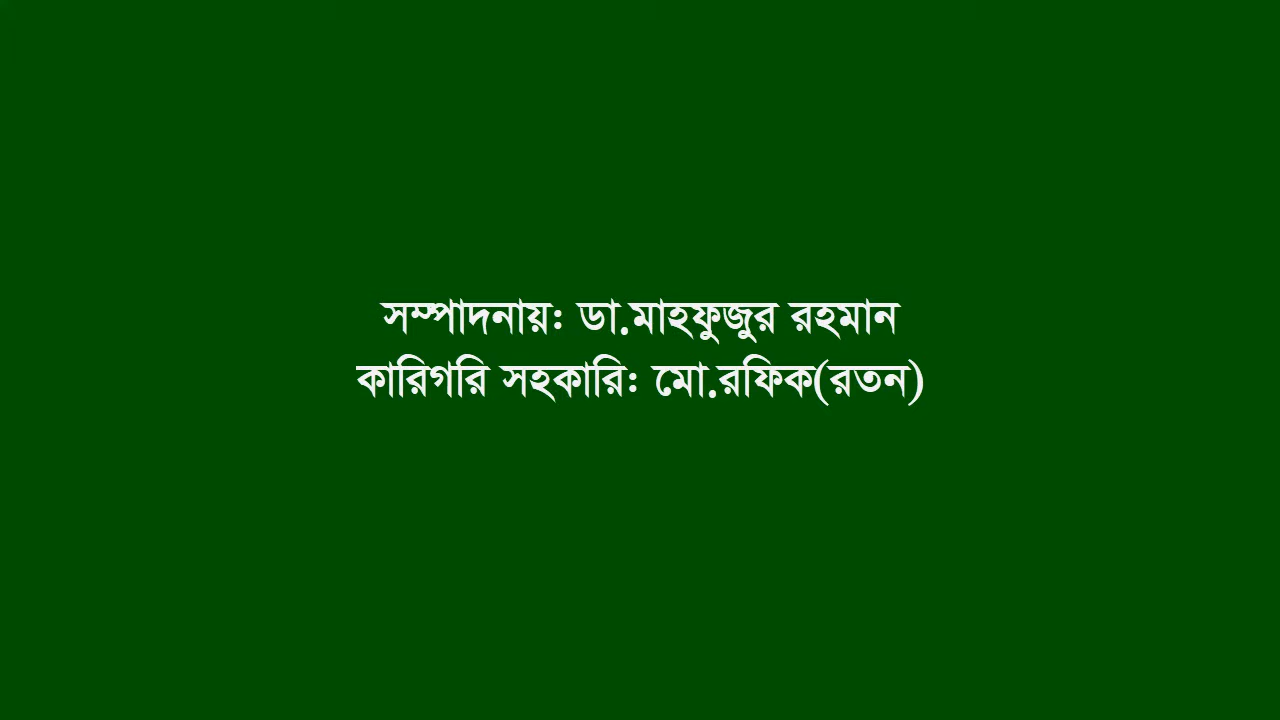 সম্পাদনায়ঃ ডা.মাহফুজুর রহমান
কারিগরি সহকারিঃ মো.রফিক(রতন)